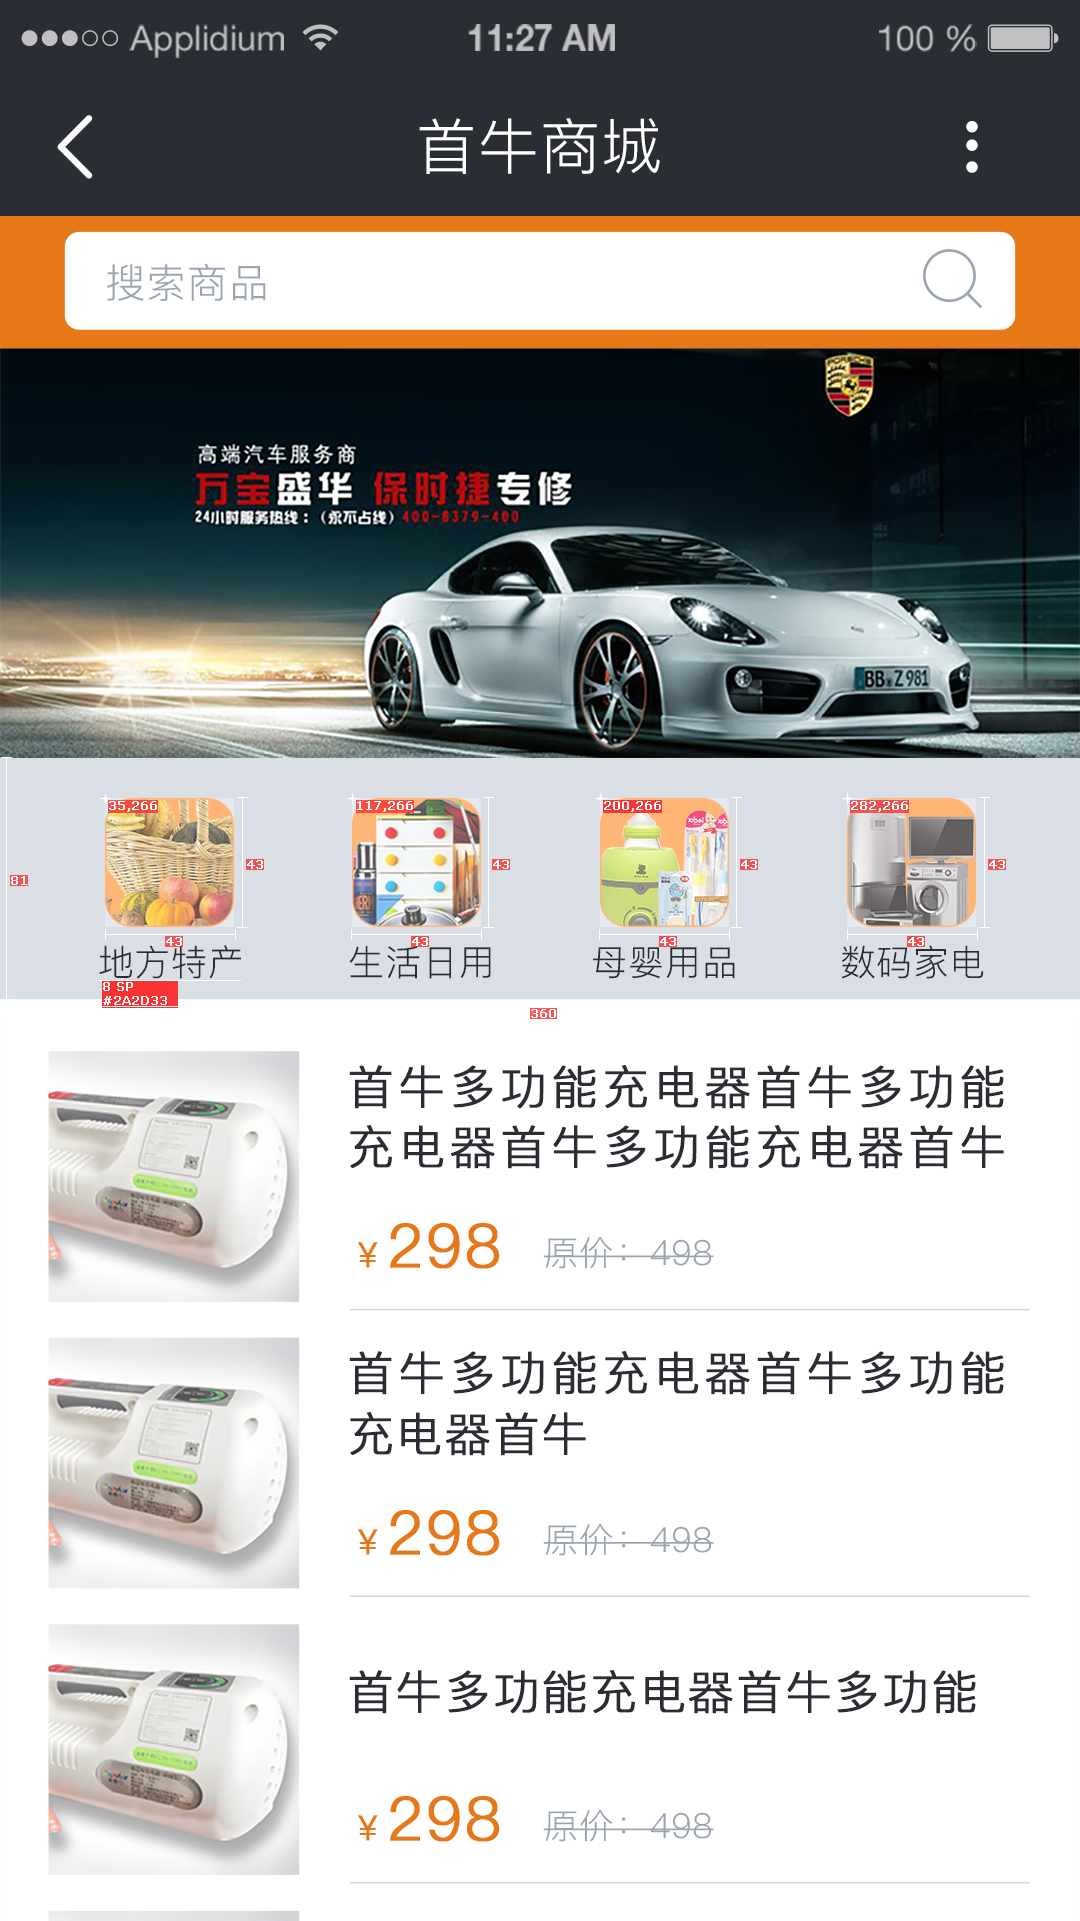 Applidium 11:27 AM 100 %
首牛商城
搜索商品
PORSCHE
高端汽车服务商
万宝盛华 保时捷专修
24小时服务热线：（永不占线）400-8379-400
BB Z 981
35,266 117,266 200,266 282,266
43 43 43 43
81
43 43 43 43
地方特产 生活日用 母婴用品 数码家电
8 SP
#2A2D33
360
首牛多功能充电器首牛多功能
充电器首牛多功能充电器首牛
¥298 原价：498
首牛多功能充电器首牛多功能
充电器首牛
¥298 原价：498
首牛多功能充电器首牛多功能
¥298 原价：498